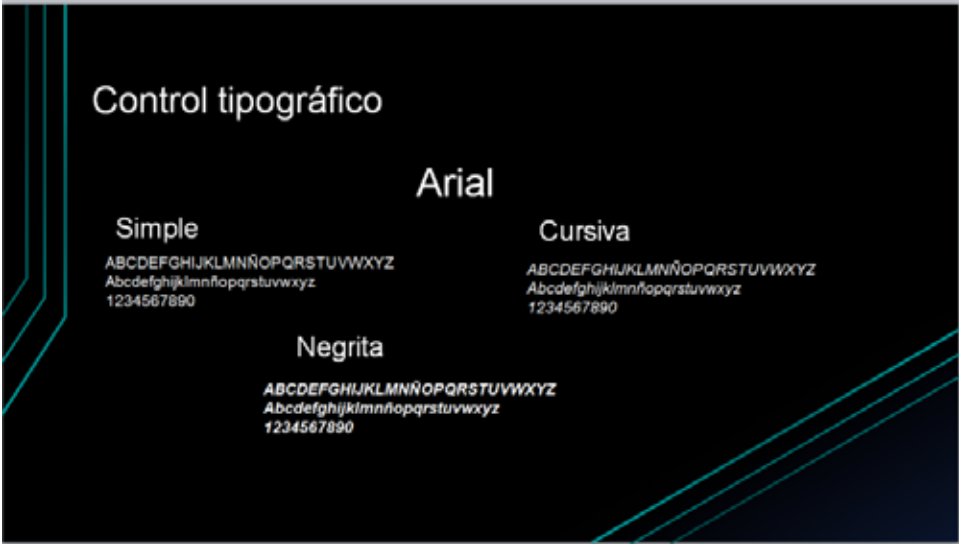 Control tipográfico
Arial
Simple
ABCDEFGHIJKLMNÑOPQRSTUVWXYZ
Abcdefghijklmnñopqrstuvwxyz
1234567890
Cursiva
ABCDEFGHIJKLMNÑOPQRSTUVWXYZ
Abcdefghijklmnñopqrstuvwxyz
1234567890
Negrita
ABCDEFGHIJKLMNÑOPQRSTUVWXYZ
Abcdefghijklmnñopqrstuvwxyz
1234567890